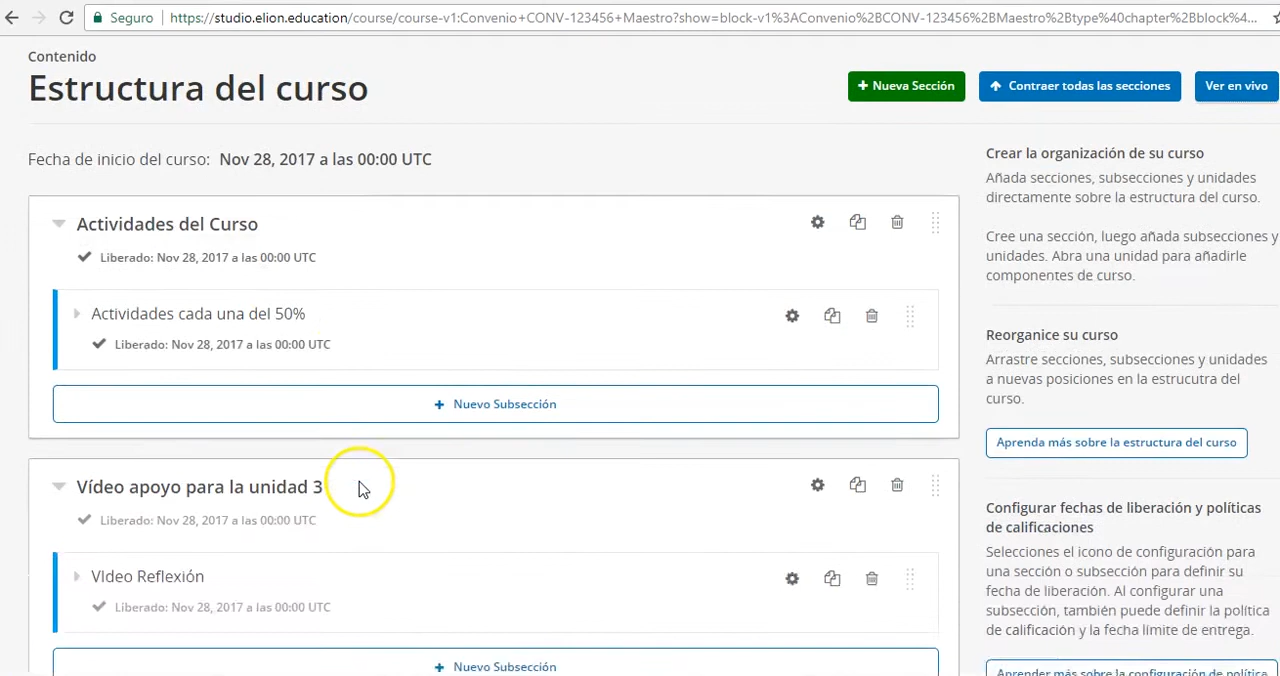 Seguro
https://studio.elion.education/course/course-v1:Convenio+CONV-123456+Maestro?show=block-v1%3AConvenio%2BCONV-123456%2BMaestro%2Btype%40chapter%2Bblock%4...
Contenido
Estructura del curso
+ Nueva Sección
Contraer todas las secciones
Ver en vivo
Fecha de inicio del curso: Nov 28, 2017 a las 00:00 UTC
Actividades del Curso
Liberado: Nov 28, 2017 a las 00:00 UTC
Actividades cada una del 50%
Liberado: Nov 28, 2017 a las 00:00 UTC
+ Nuevo Subsección
Vídeo apoyo para la unidad 3
Liberado: Nov 28, 2017 a las 00:00 UTC
VIdeo Reflexión
Liberado: Nov 28, 2017 a las 00:00 UTC
+ Nuevo Subsección
Crear la organización de su curso
Añada secciones, subsecciones y unidades
directamente sobre la estructura del curso.
Cree una sección, luego añada subsecciones y
unidades. Abra una unidad para añadirle
componentes de curso.
Reorganice su curso
Arrastre secciones, subsecciones y unidades
a nuevas posiciones en la estrucutra del
curso.
Aprenda más sobre la estructura del curso
Configurar fechas de liberación y políticas
de calificaciones
Selecciones el icono de configuración para
una sección o subsección para definir su
fecha de liberación. Al configurar una
subsección, también puede definir la política
de calificación y la fecha límite de entrega.
Aprender más sobre la configuración de política